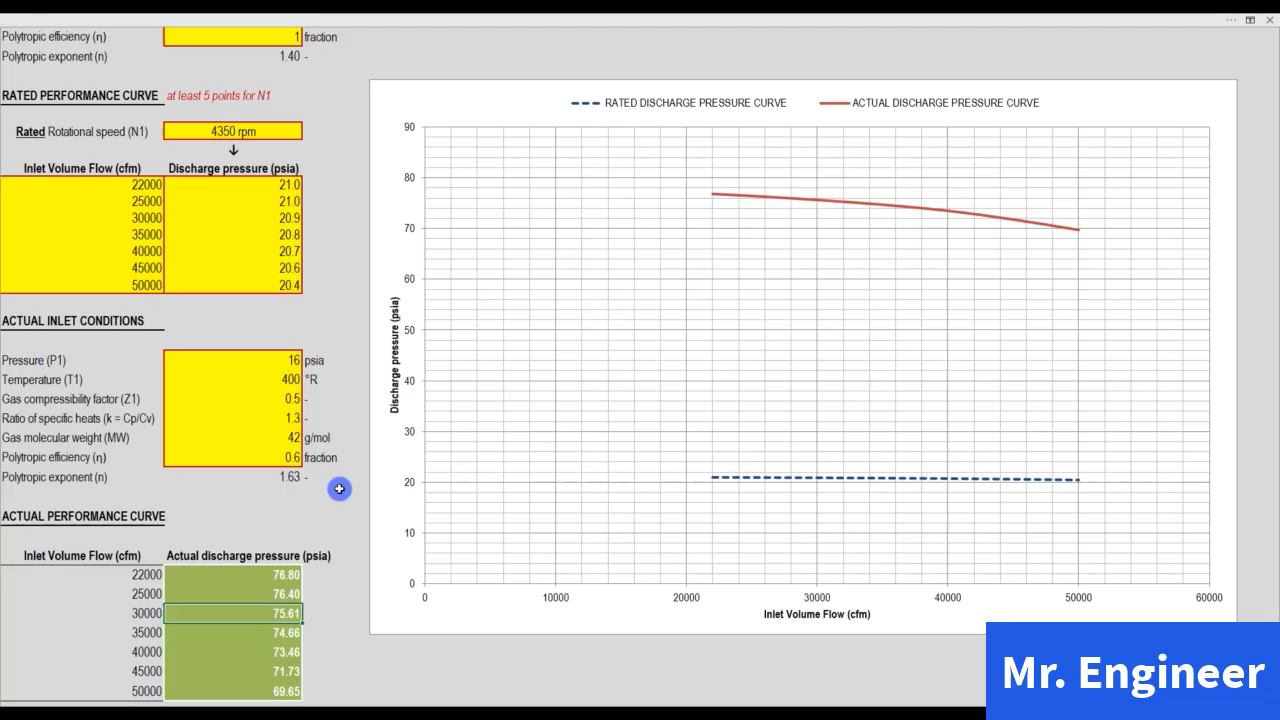 Polytropic efficiency (η) 1 fraction
Polytropic exponent (n) 1.40 -
RATED PERFORMANCE CURVE at least 5 points for N1
Rated Rotational speed (N1) 4350 rpm
↓
Inlet Volume Flow (cfm) Discharge pressure (psia)
22000 21.0
25000 21.0
30000 20.9
35000 20.8
40000 20.7
45000 20.6
50000 20.4
ACTUAL INLET CONDITIONS
Pressure (P1) 16 psia
Temperature (T1) 400 °R
Gas compressibility factor (Z1) 0.5 -
Ratio of specific heats (k = Cp/Cv) 1.3 -
Gas molecular weight (MW) 42 g/mol
Polytropic efficiency (η) 0.6 fraction
Polytropic exponent (n) 1.63 -
ACTUAL PERFORMANCE CURVE
Inlet Volume Flow (cfm) Actual discharge pressure (psia)
22000 76.80
25000 76.40
30000 75.61
35000 74.66
40000 73.46
45000 71.73
50000 69.65
RATED DISCHARGE PRESSURE CURVE ACTUAL DISCHARGE PRESSURE CURVE
90
80
70
60
50
40
30
20
10
0
Discharge pressure (psia)
0 10000 20000 30000 40000 50000 60000
Inlet Volume Flow (cfm)
Mr. Engineer